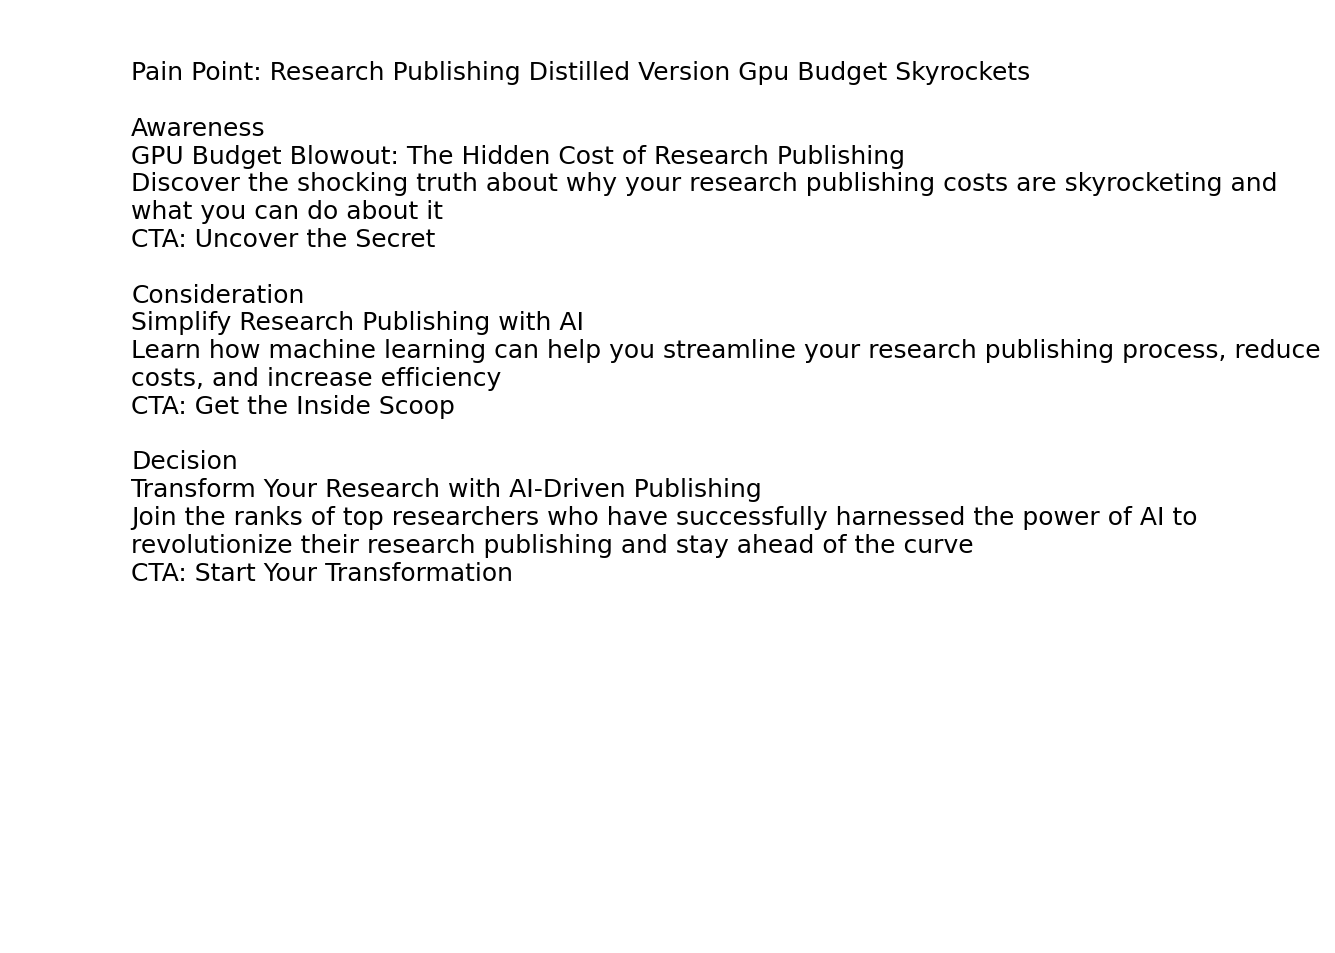 Pain Point: Research Publishing Distilled Version Gpu Budget Skyrockets
Awareness
GPU Budget Blowout: The Hidden Cost of Research Publishing
Discover the shocking truth about why your research publishing costs are skyrocketing and
what you can do about it
CTA: Uncover the Secret
Consideration
Simplify Research Publishing with AI
Learn how machine learning can help you streamline your research publishing process, reduce
costs, and increase efficiency
CTA: Get the Inside Scoop
Decision
Transform Your Research with AI-Driven Publishing
Join the ranks of top researchers who have successfully harnessed the power of AI to
revolutionize their research publishing and stay ahead of the curve
CTA: Start Your Transformation